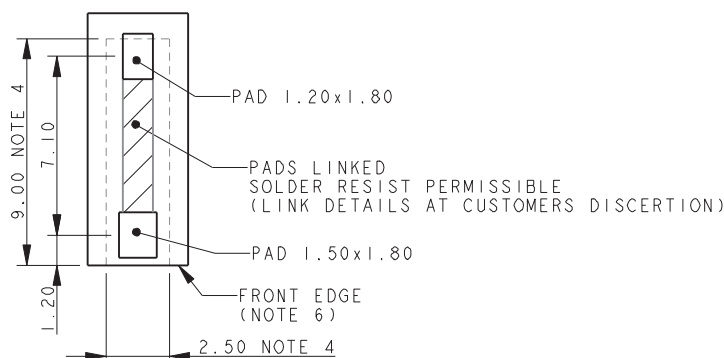 9.00 NOTE 4
7.10
1.20
PAD 1.20x1.80
PADS LINKED
SOLDER RESIST PERMISSIBLE
(LINK DETAILS AT CUSTOMERS DISCERTION)
PAD 1.50x1.80
FRONT EDGE
(NOTE 6)
2.50 NOTE 4